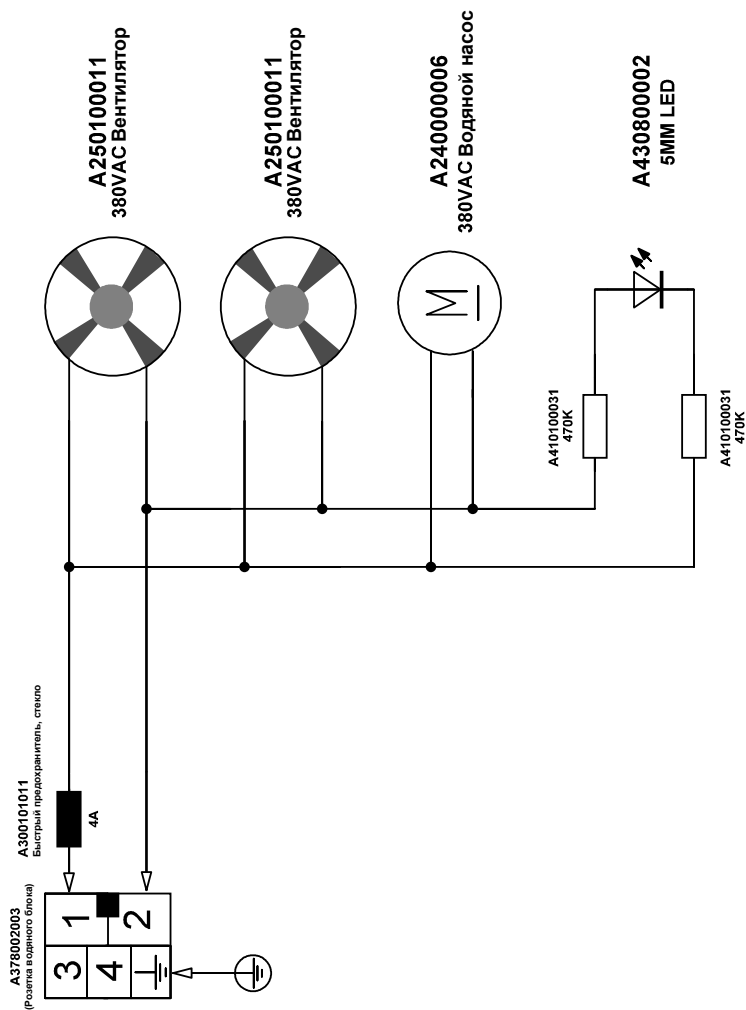 A250100011
380VAC Вентилятор
A250100011
380VAC Вентилятор
A240000006
380VAC Водяной насос
A430800002
5MM LED
M
A410100031
470K
A410100031
470K
A300101011
Быстрый предохранитель, стекло
4A
A378002003
(Розетка водяного блока)
1
2
3
4